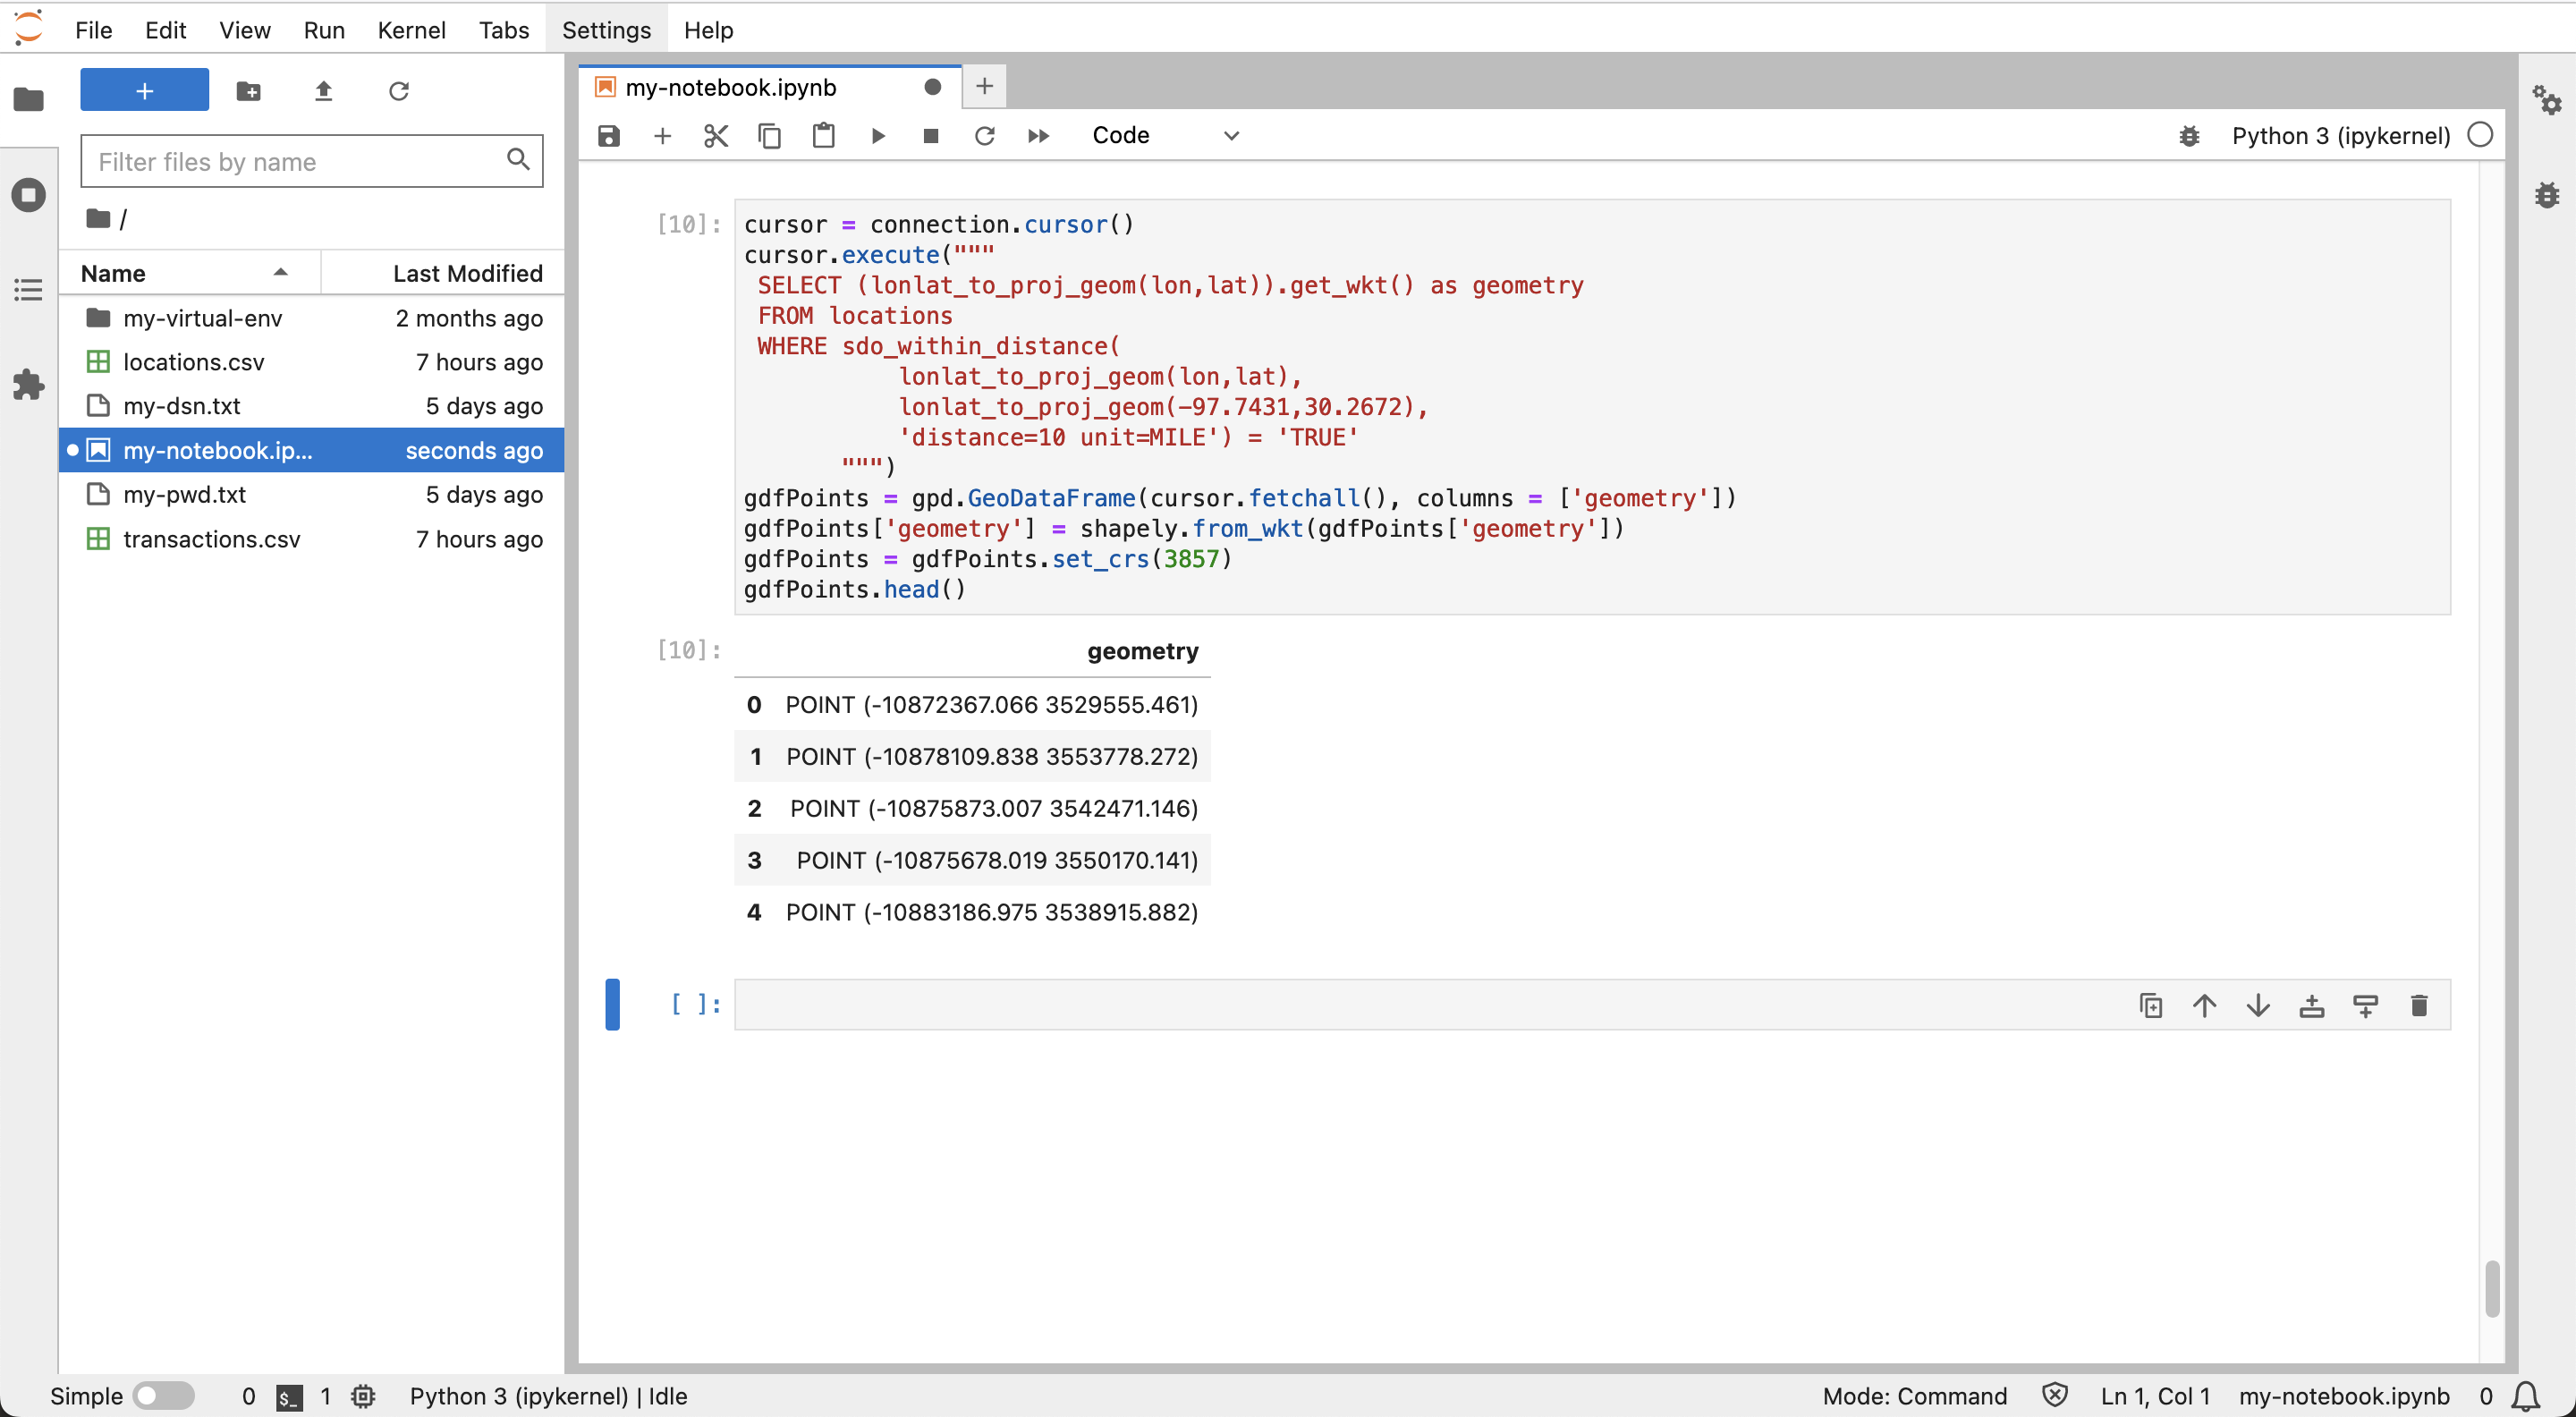 File Edit View Run Kernel Tabs Settings Help
+
Filter files by name
/
Name Last Modified
my-virtual-env 2 months ago
locations.csv 7 hours ago
my-dsn.txt 5 days ago
my-notebook.ip... seconds ago
my-pwd.txt 5 days ago
transactions.csv 7 hours ago
my-notebook.ipynb
Code Python 3 (ipykernel)
[10]: cursor = connection.cursor()
cursor.execute("""
SELECT (lonlat_to_proj_geom(lon,lat)).get_wkt() as geometry
FROM locations
WHERE sdo_within_distance(
lonlat_to_proj_geom(lon,lat),
lonlat_to_proj_geom(-97.7431,30.2672),
'distance=10 unit=MILE') = 'TRUE'
""")
gdfPoints = gpd.GeoDataFrame(cursor.fetchall(), columns = ['geometry'])
gdfPoints['geometry'] = shapely.from_wkt(gdfPoints['geometry'])
gdfPoints = gdfPoints.set_crs(3857)
gdfPoints.head()
[10]: geometry
0 POINT (-10872367.066 3529555.461)
1 POINT (-10878109.838 3553778.272)
2 POINT (-10875873.007 3542471.146)
3 POINT (-10875678.019 3550170.141)
4 POINT (-10883186.975 3538915.882)
[ ]:
Simple 0 $_ 1 Python 3 (ipykernel) | Idle Mode: Command Ln 1, Col 1 my-notebook.ipynb 0